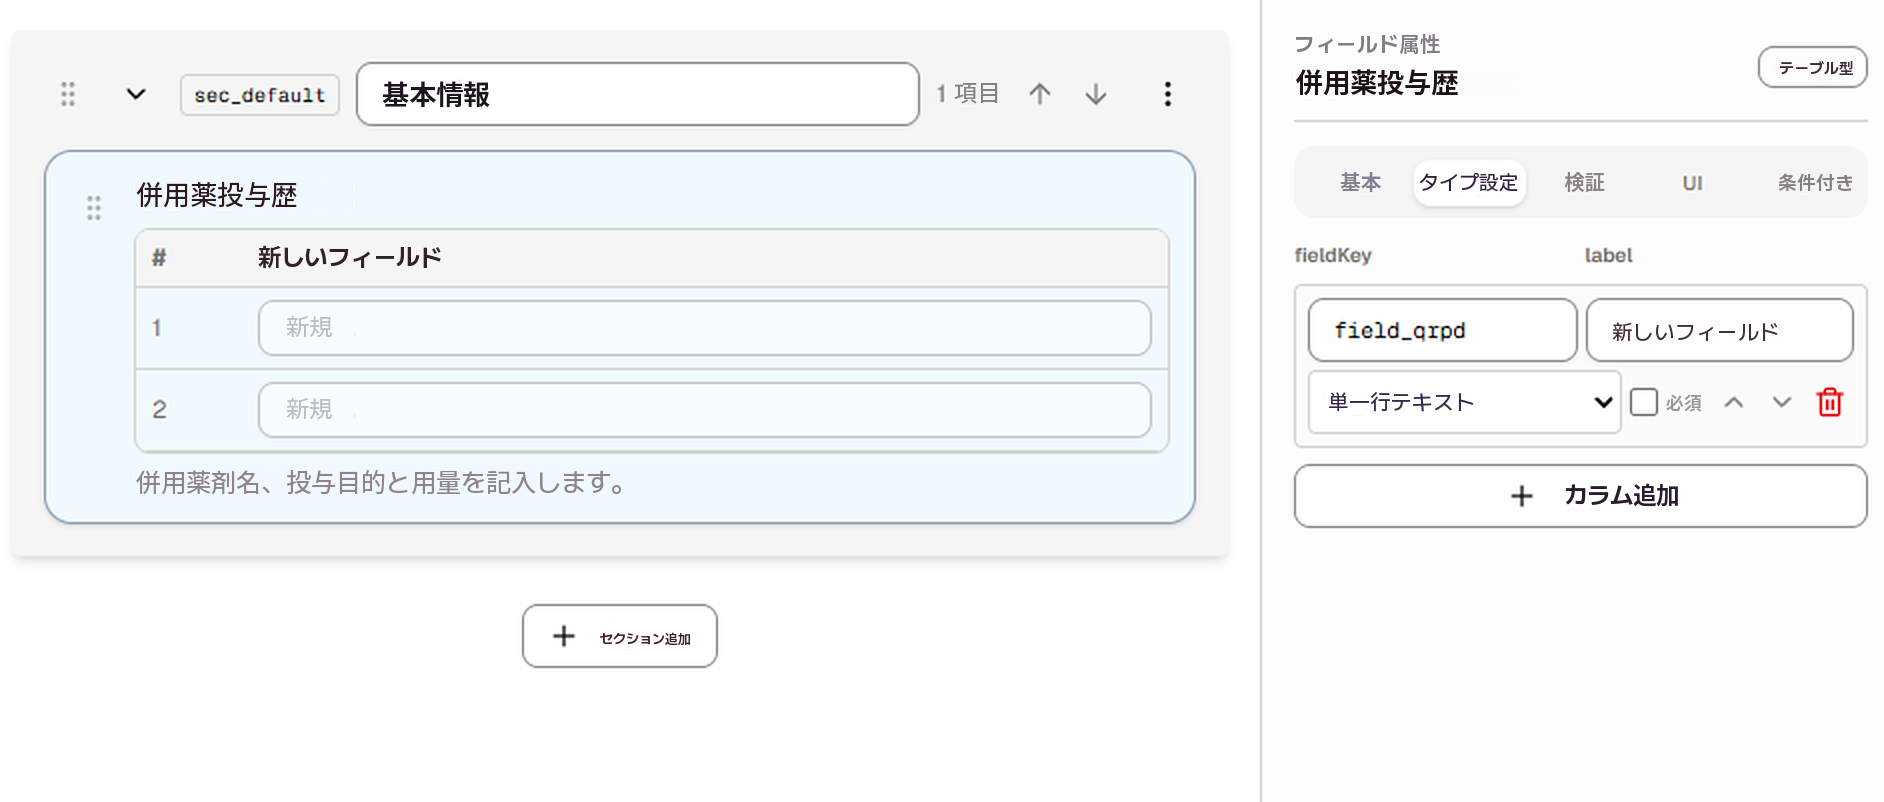 sec_default
基本情報
1 項目
併用薬投与歴
# 新しいフィールド
1 新規
2 新規
併用薬剤名、投与目的と用量を記入します。
セクション追加
フィールド属性
併用薬投与歴
テーブル型
基本 タイプ設定 検証 UI 条件付き
fieldKey label
field_qrpd 新しいフィールド
単一行テキスト 必須
カラム追加